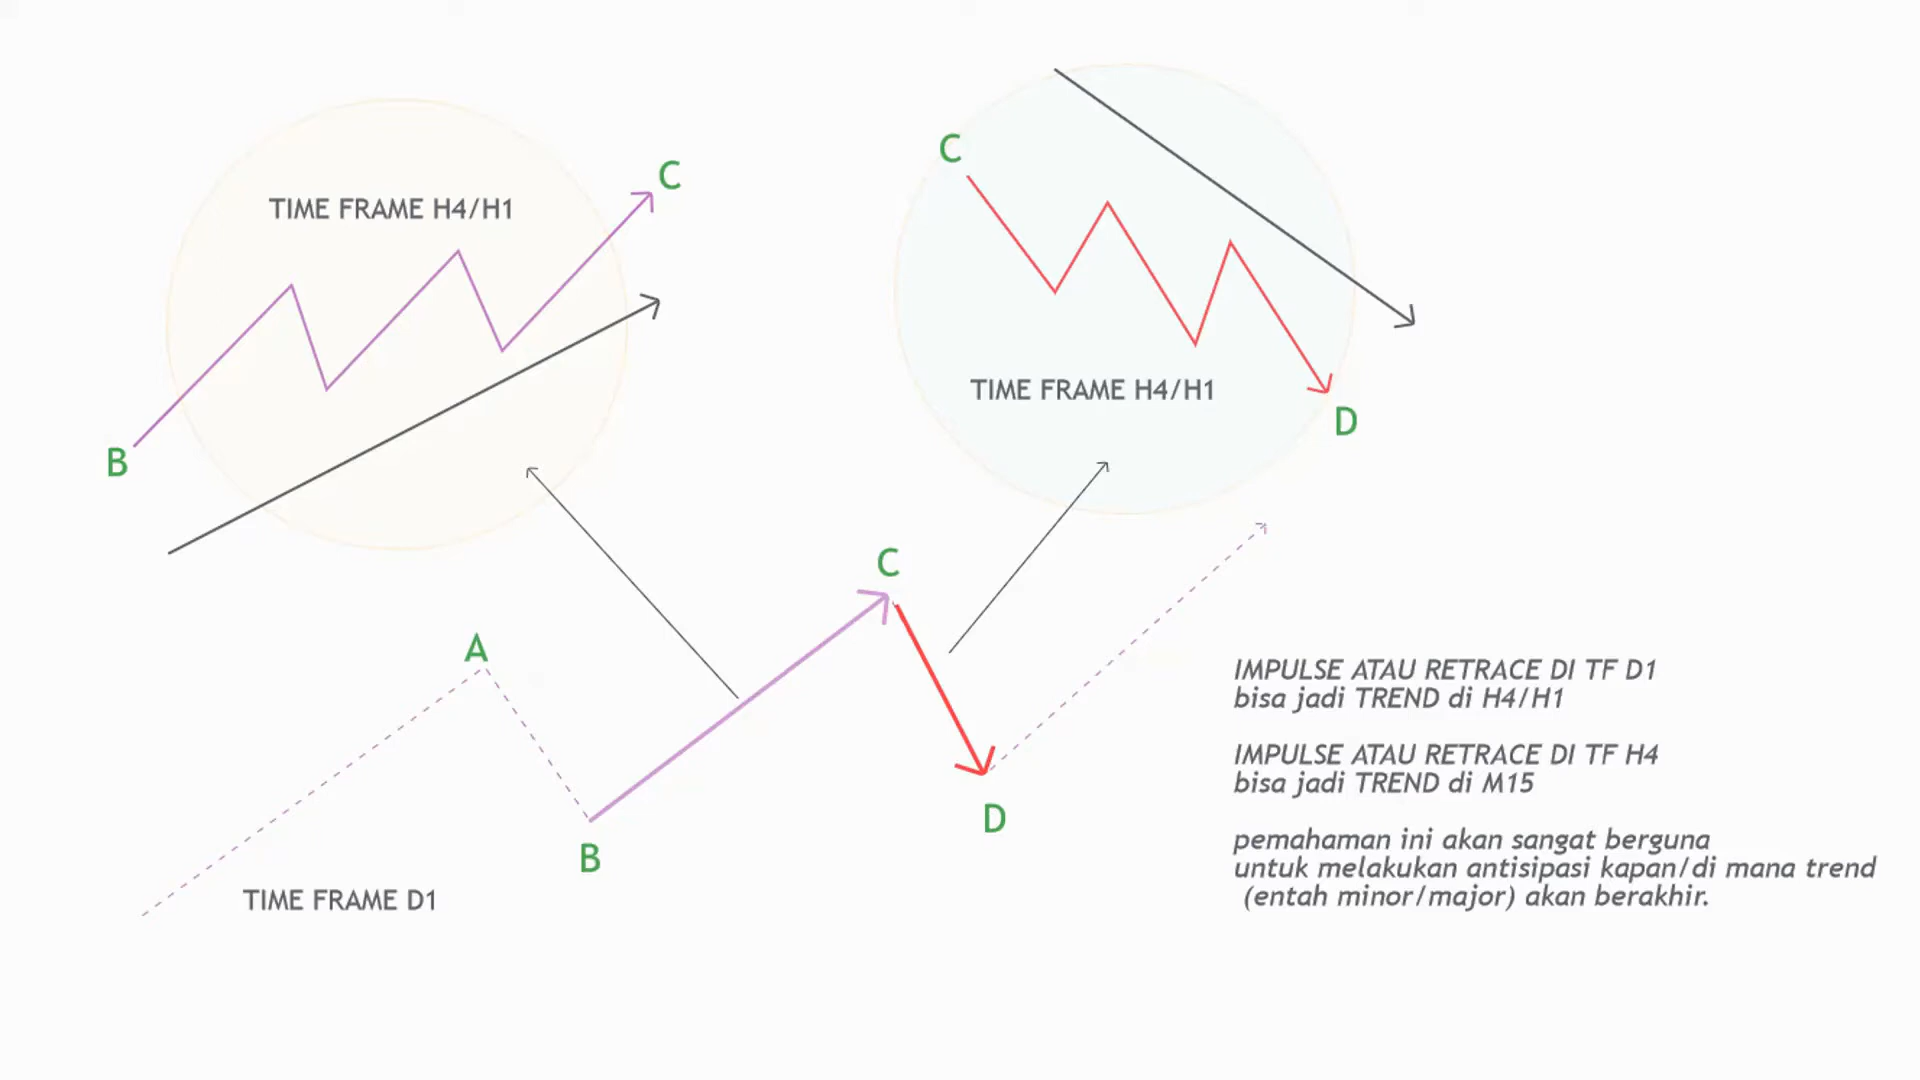 C
TIME FRAME H4/H1
B
C
TIME FRAME H4/H1
D
A
C
B
D
TIME FRAME D1
IMPULSE ATAU RETRACE DI TF D1
bisa jadi TREND di H4/H1
IMPULSE ATAU RETRACE DI TF H4
bisa jadi TREND di M15
pemahaman ini akan sangat berguna
untuk melakukan antisipasi kapan/di mana trend
(entah minor/major) akan berakhir.